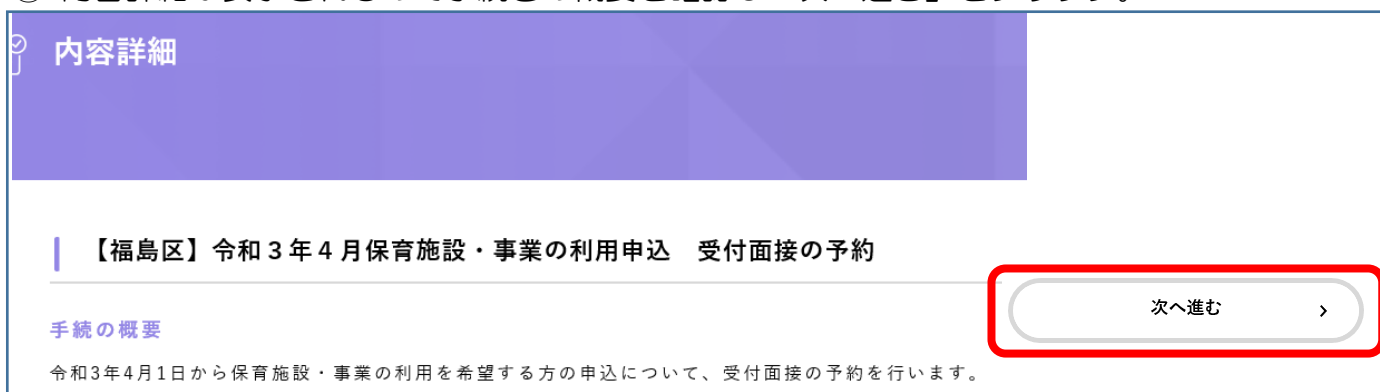 内容詳細
【福島区】令和3年4月保育施設・事業の利用申込　受付面接の予約
次へ進む
手続の概要
令和3年4月1日から保育施設・事業の利用を希望する方の申込について、受付面接の予約を行います。